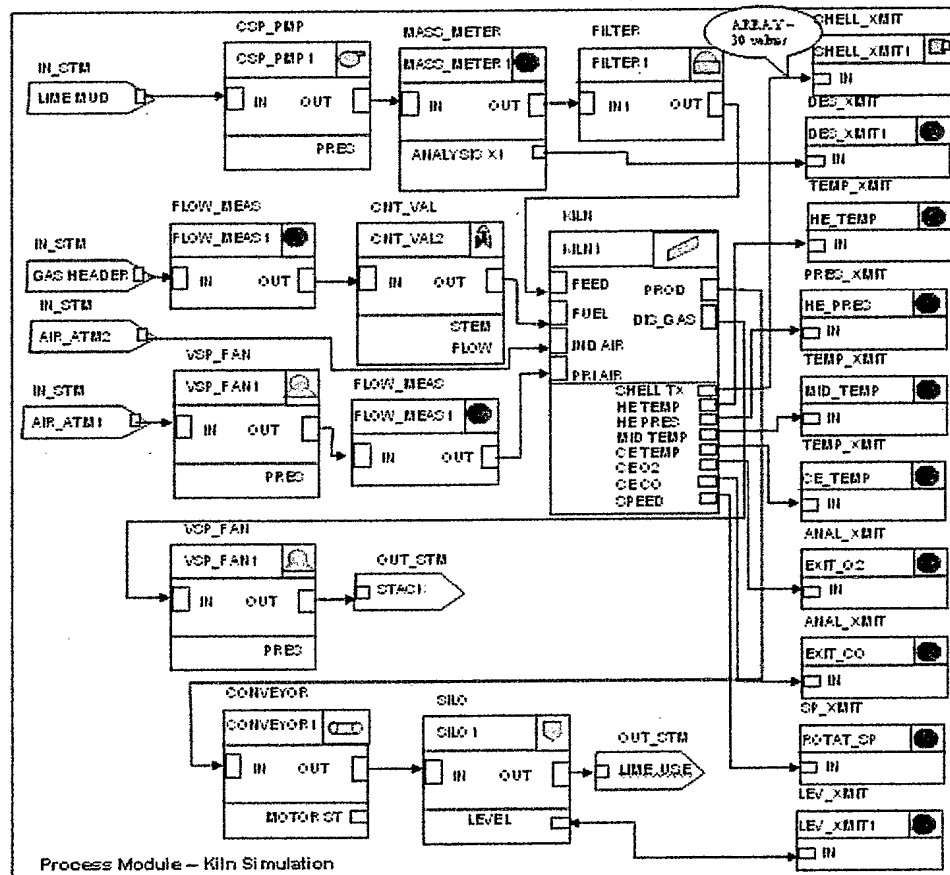 CSP_PMP
MASS_METER
FILTER
ARRAY –
30 values
SHELL_XMIT
IN_STM
LIME MUD
CSP_PMP1
IN OUT
PRES
MASS_METER1
IN OUT
ANALYSIS X1
FILTER1
IN1 OUT
SHELL_XMIT1
IN
DES_XMIT
DES_XMIT1
IN
TEMP_XMIT
HE_TEMP
IN
PRES_XMIT
HE_PRES
IN
TEMP_XMIT
MID_TEMP
IN
TEMP_XMIT
CE_TEMP
IN
ANAL_XMIT
EXIT_O2
IN
ANAL_XMIT
EXIT_CO
IN
SP_XMIT
ROTAT_SP
IN
LEV_XMIT
LEV_XMIT1
IN
FLOW_MEAS
FLOW_MEAS1
IN OUT
CNT_VAL
CNT_VAL2
IN OUT
STEM
FLOW
KILN
KILN1
FEED
FUEL
IND AIR
PRI AIR
PROD
DIS_GAS
SHELL TX
HE TEMP
HE PRES
MID TEMP
CE TEMP
CE O2
CE CO
SPEED
IN_STM
GAS HEADER
IN_STM
AIR_ATM2
IN_STM
AIR_ATM1
VSP_FAN
VSP_FAN1
IN OUT
PRES
FLOW_MEAS
FLOW_MEAS1
IN OUT
VSP_FAN
VSP_FAN1
IN OUT
PRES
OUT_STM
STACK
CONVEYOR
CONVEYOR1
IN OUT
MOTOR ST
SILO
SILO1
IN OUT
LEVEL
OUT_STM
LIME_USE
Process Module – Kiln Simulation